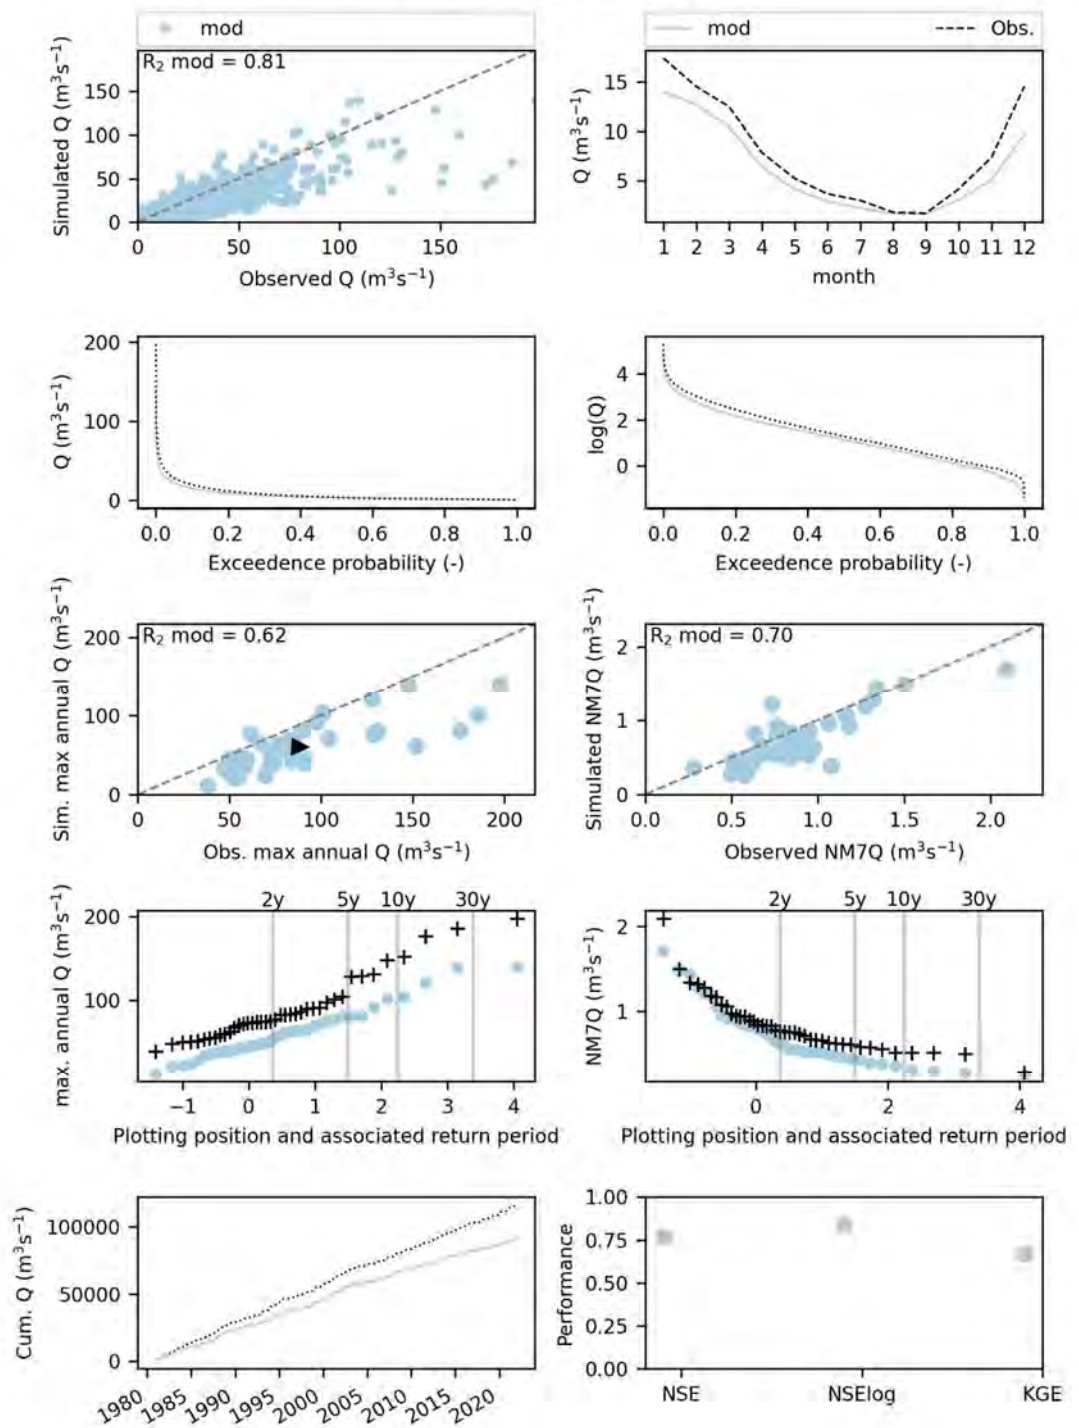 mod
mod Obs.
R₂ mod = 0.81
Simulated Q (m³s⁻¹)
150
100
50
0
0 50 100 150
Observed Q (m³s⁻¹)
Q (m³s⁻¹)
15
10
5
1 2 3 4 5 6 7 8 9 10 11 12
month
Q (m³s⁻¹)
200
100
0
0.0 0.2 0.4 0.6 0.8 1.0
Exceedence probability (-)
log(Q)
4
2
0
0.0 0.2 0.4 0.6 0.8 1.0
Exceedence probability (-)
R₂ mod = 0.62
Sim. max annual Q (m³s⁻¹)
200
100
0
0 50 100 150 200
Obs. max annual Q (m³s⁻¹)
R₂ mod = 0.70
Simulated NM7Q (m³s⁻¹)
2
1
0
0.0 0.5 1.0 1.5 2.0
Observed NM7Q (m³s⁻¹)
2y 5y 10y 30y
max. annual Q (m³s⁻¹)
200
100
−1 0 1 2 3 4
Plotting position and associated return period
2y 5y 10y 30y
NM7Q (m³s⁻¹)
2
1
0 2 4
Plotting position and associated return period
Cum. Q (m³s⁻¹)
100000
50000
0
1980 1985 1990 1995 2000 2005 2010 2015 2020
Performance
1.00
0.75
0.50
0.25
0.00
NSE NSElog KGE